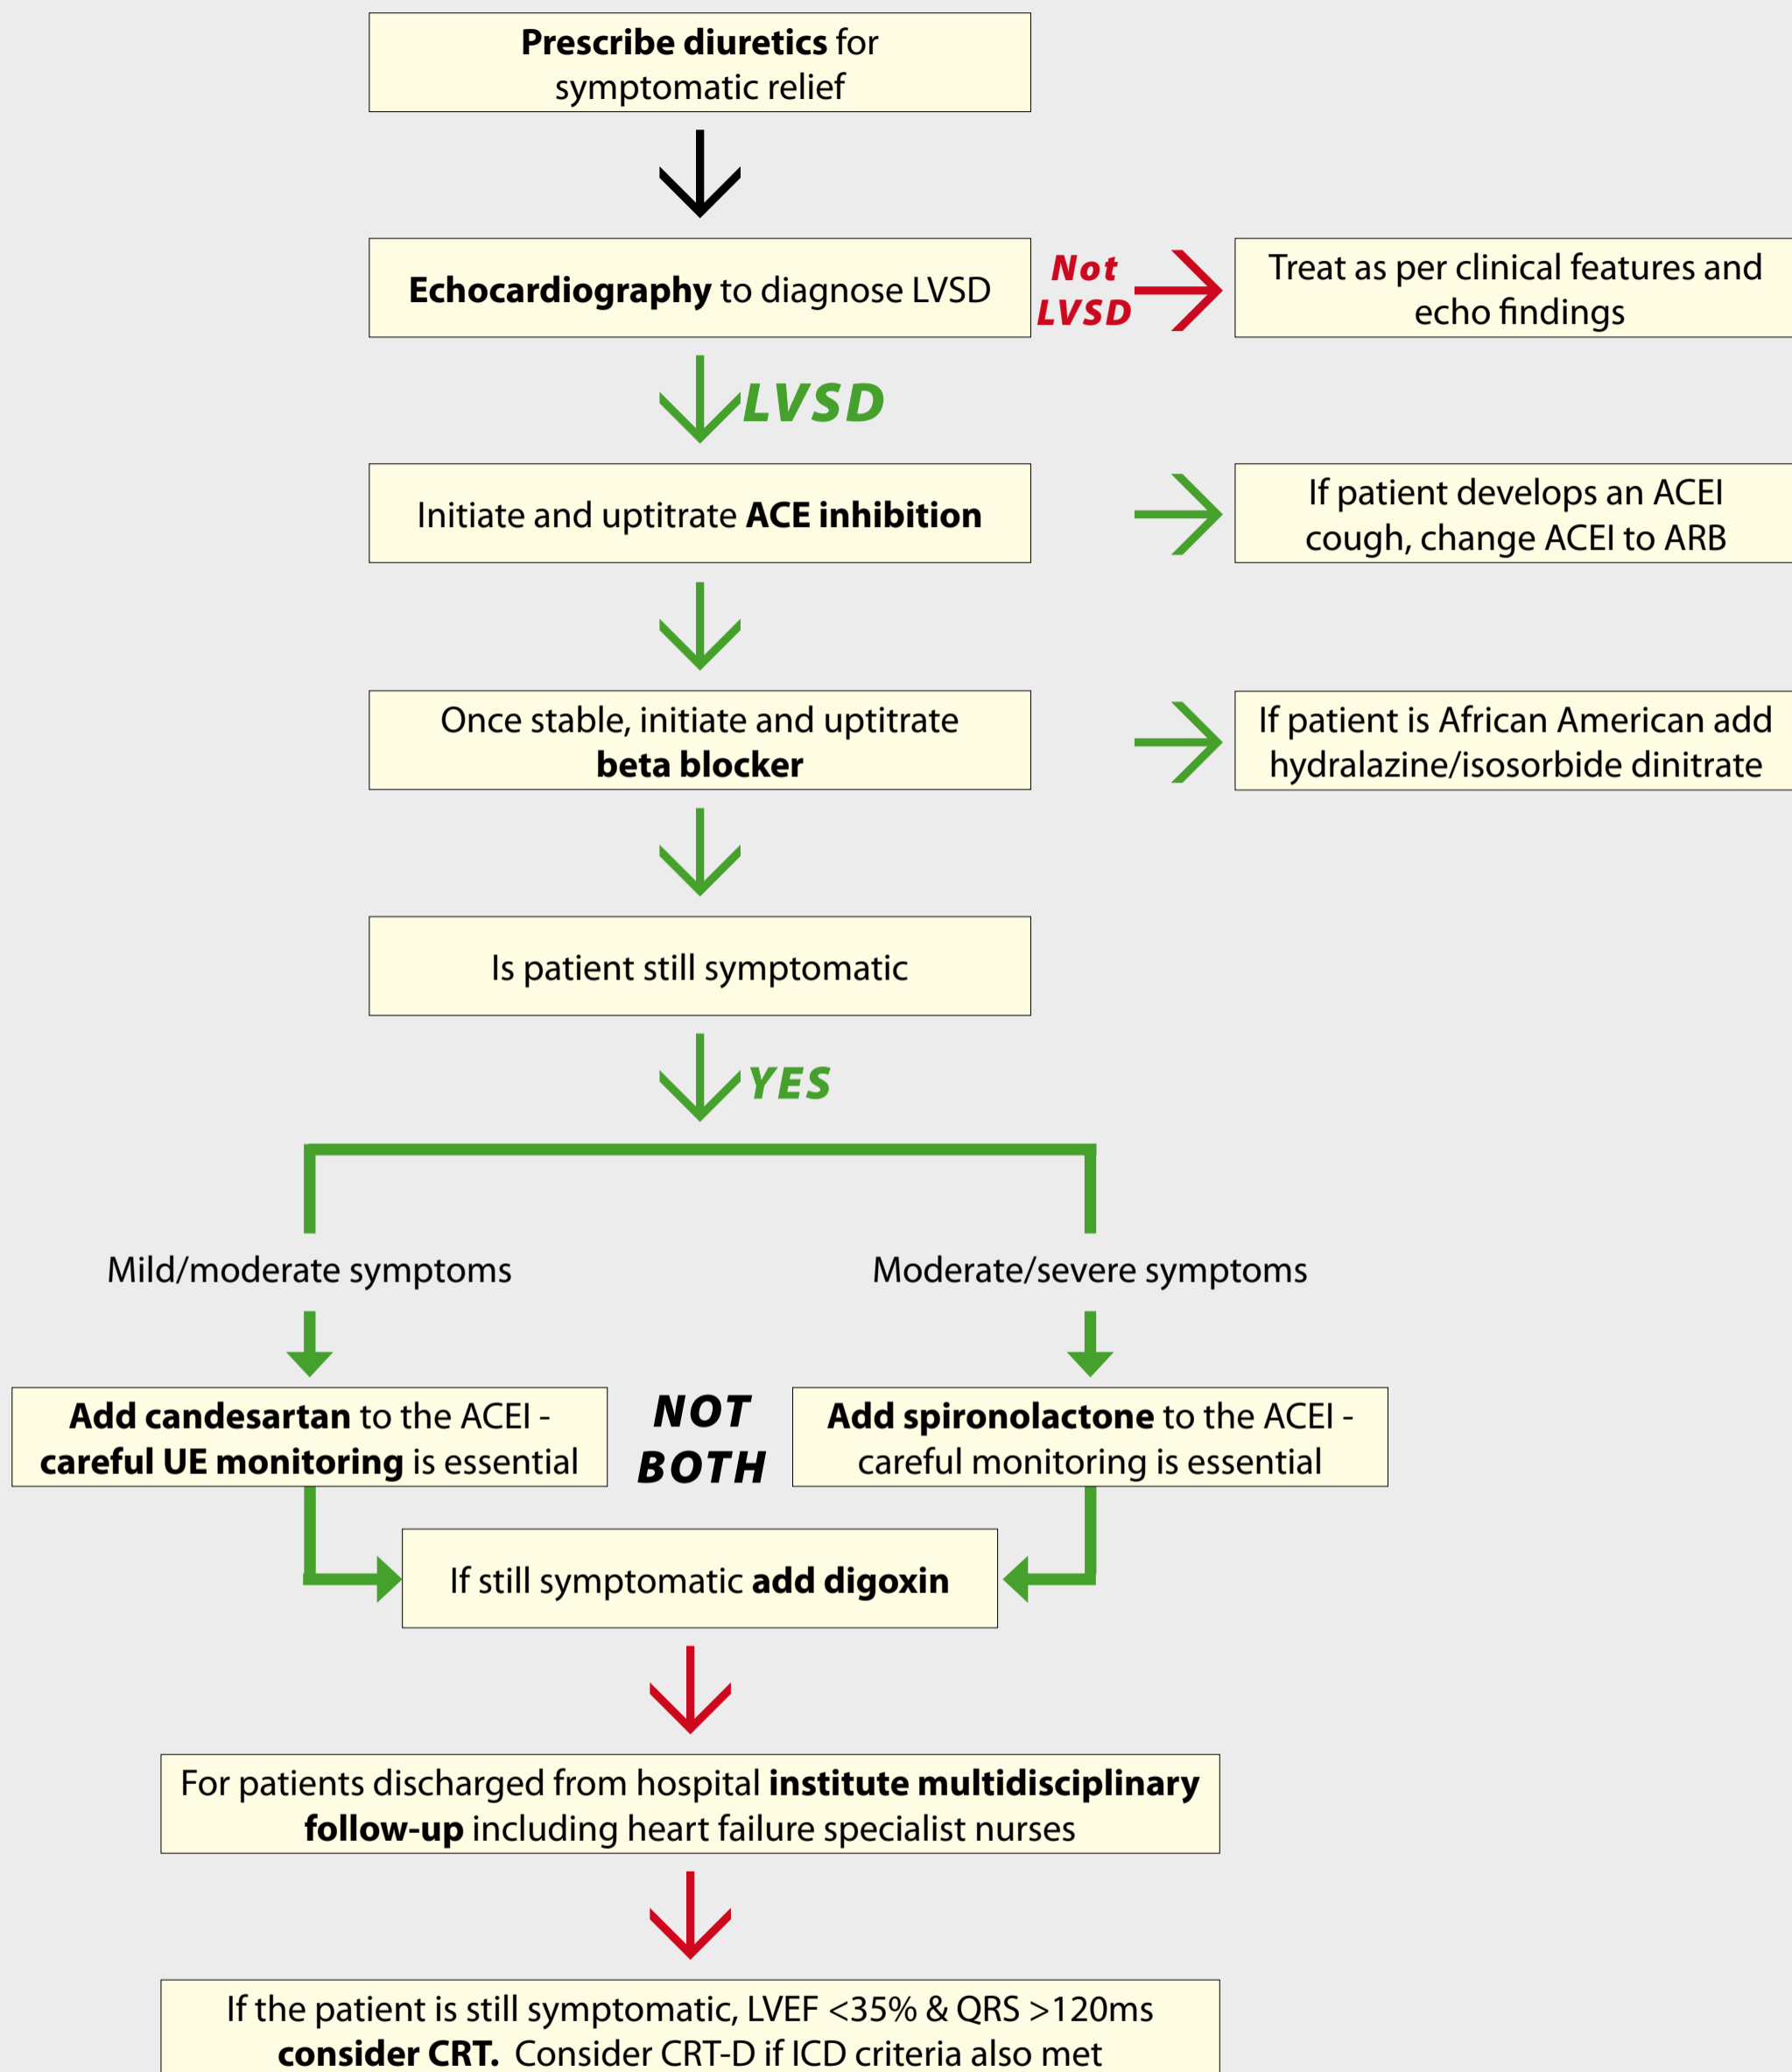 Prescribe diuretics for
symptomatic relief
Echocardiography to diagnose LVSD
Not
LVSD
Treat as per clinical features and
echo findings
LVSD
Initiate and uptitrate ACE inhibition
If patient develops an ACEI
cough, change ACEI to ARB
Once stable, initiate and uptitrate
beta blocker
If patient is African American add
hydralazine/isosorbide dinitrate
Is patient still symptomatic
YES
Mild/moderate symptoms
Moderate/severe symptoms
Add candesartan to the ACEI -
careful UE monitoring is essential
NOT
BOTH
Add spironolactone to the ACEI -
careful monitoring is essential
If still symptomatic add digoxin
For patients discharged from hospital institute multidisciplinary
follow-up including heart failure specialist nurses
If the patient is still symptomatic, LVEF <35% & QRS >120ms
consider CRT. Consider CRT-D if ICD criteria also met